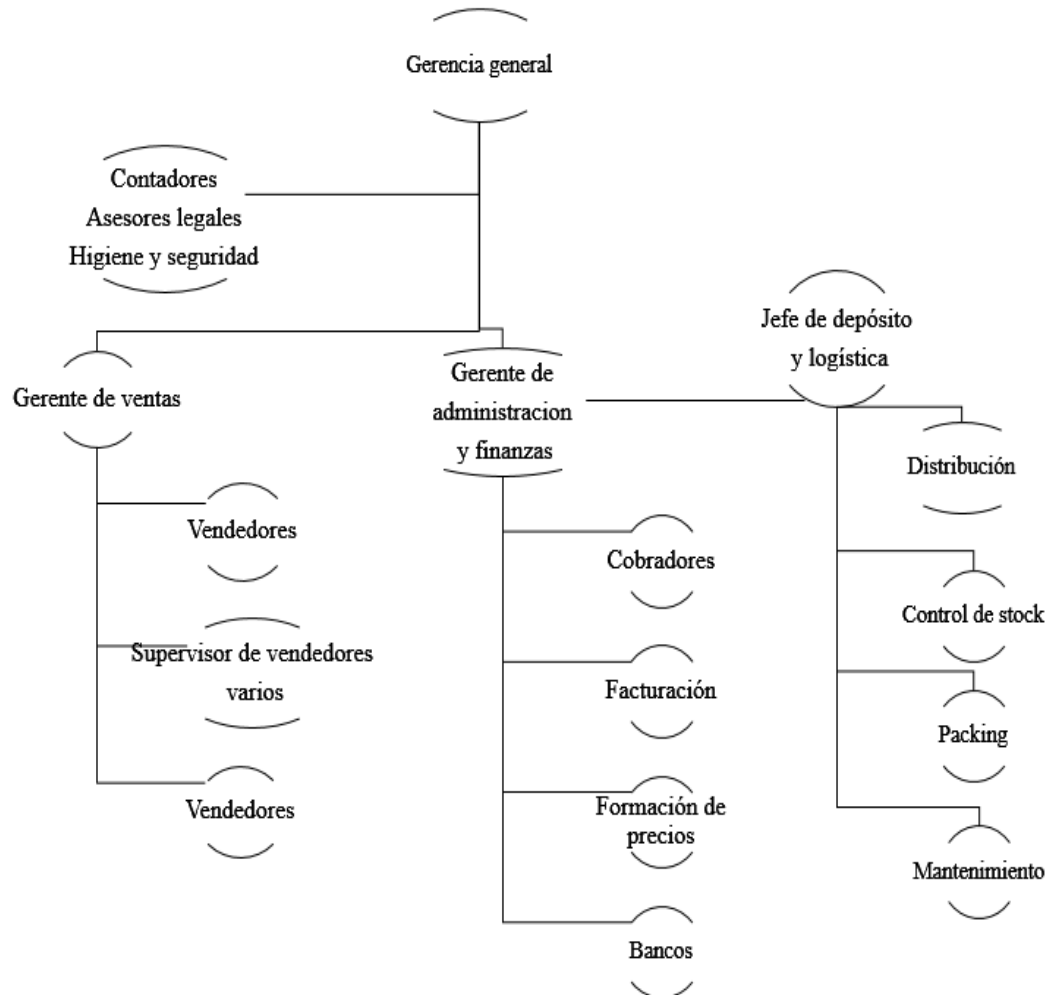 Gerencia general
Contadores
Asesores legales
Higiene y seguridad
Jefe de depósito
y logística
Gerente de ventas
Gerente de
administracion
y finanzas
Distribución
Vendedores
Supervisor de vendedores
varios
Vendedores
Cobradores
Facturación
Formación de
precios
Bancos
Control de stock
Packing
Mantenimiento